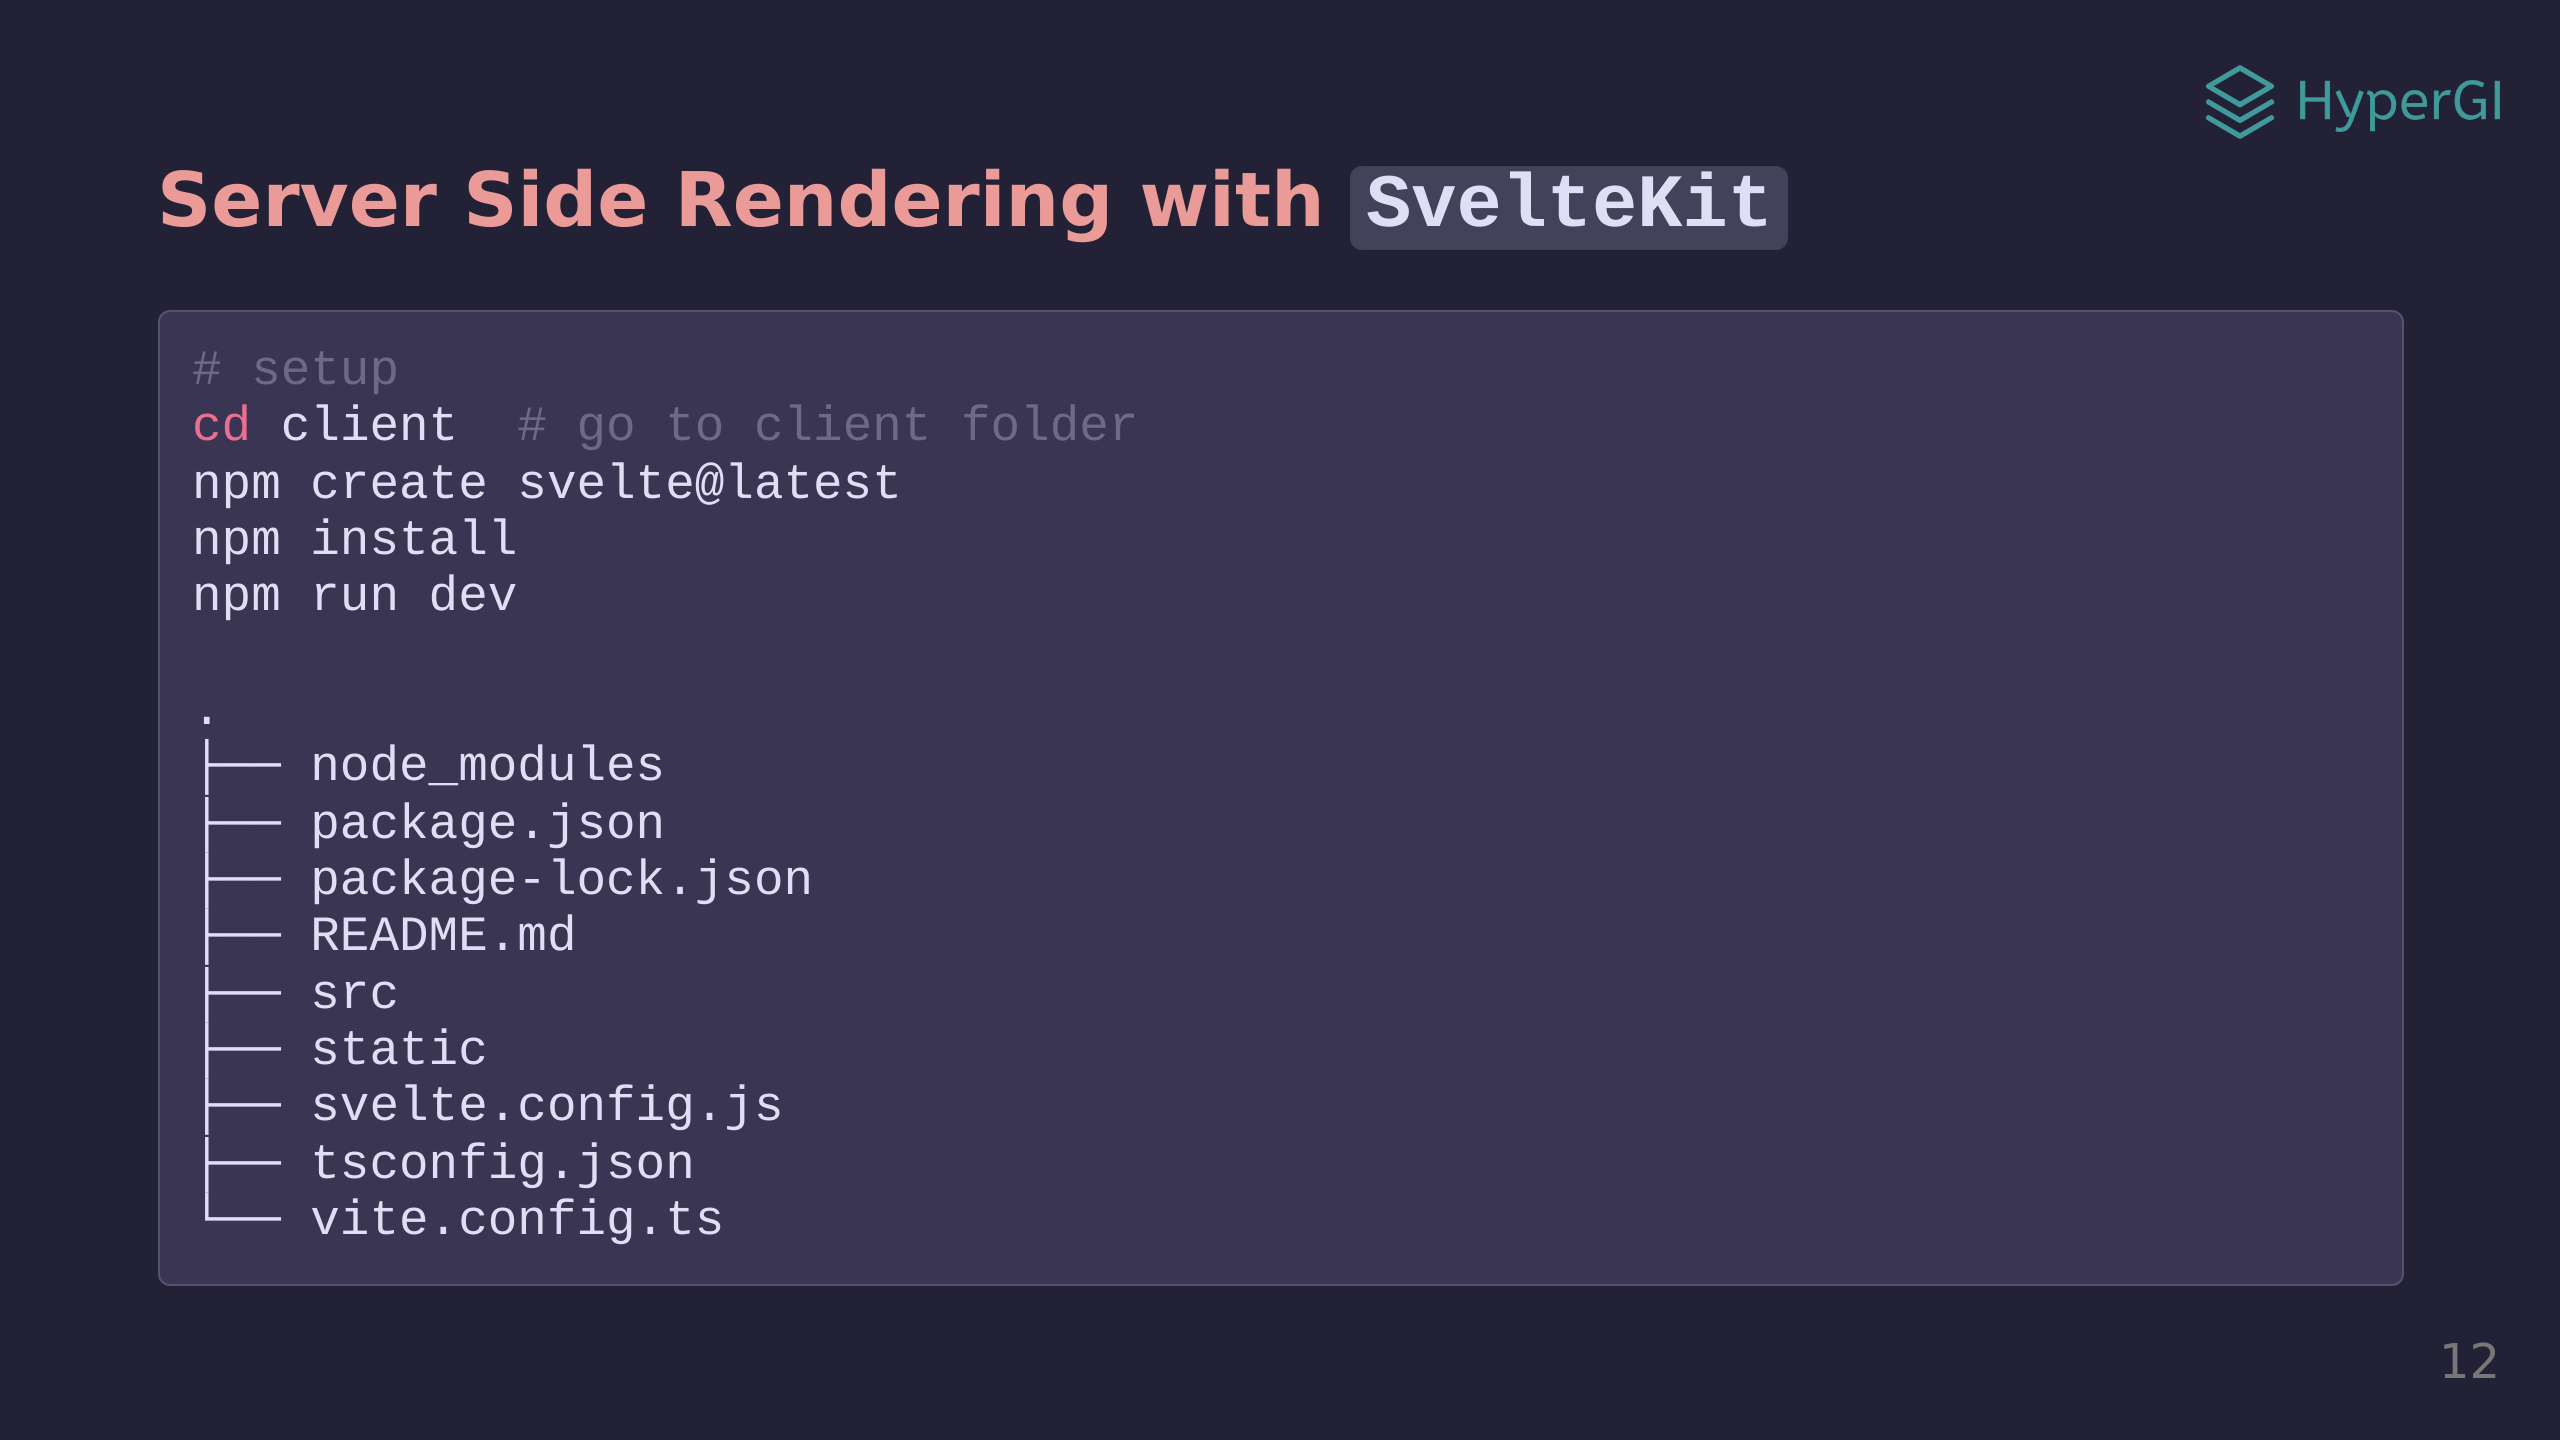 HyperGI
Server Side Rendering with SvelteKit
# setup
cd client  # go to client folder
npm create svelte@latest
npm install
npm run dev
.
├── node_modules
├── package.json
├── package-lock.json
├── README.md
├── src
├── static
├── svelte.config.js
├── tsconfig.json
└── vite.config.ts
12